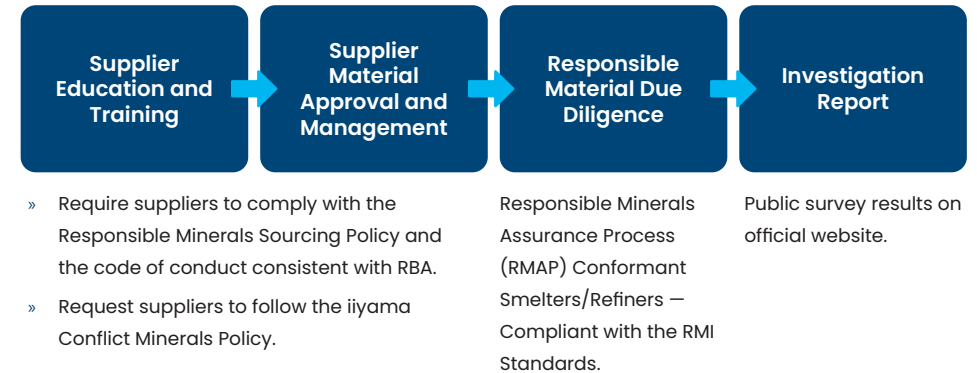 Supplier
Education and
Training
Supplier
Material
Approval and
Management
Responsible
Material Due
Diligence
Investigation
Report
» Require suppliers to comply with the
Responsible Minerals Sourcing Policy and
the code of conduct consistent with RBA.
» Request suppliers to follow the iiyama
Conflict Minerals Policy.
Responsible Minerals
Assurance Process
(RMAP) Conformant
Smelters/Refiners —
Compliant with the RMI
Standards.
Public survey results on
official website.